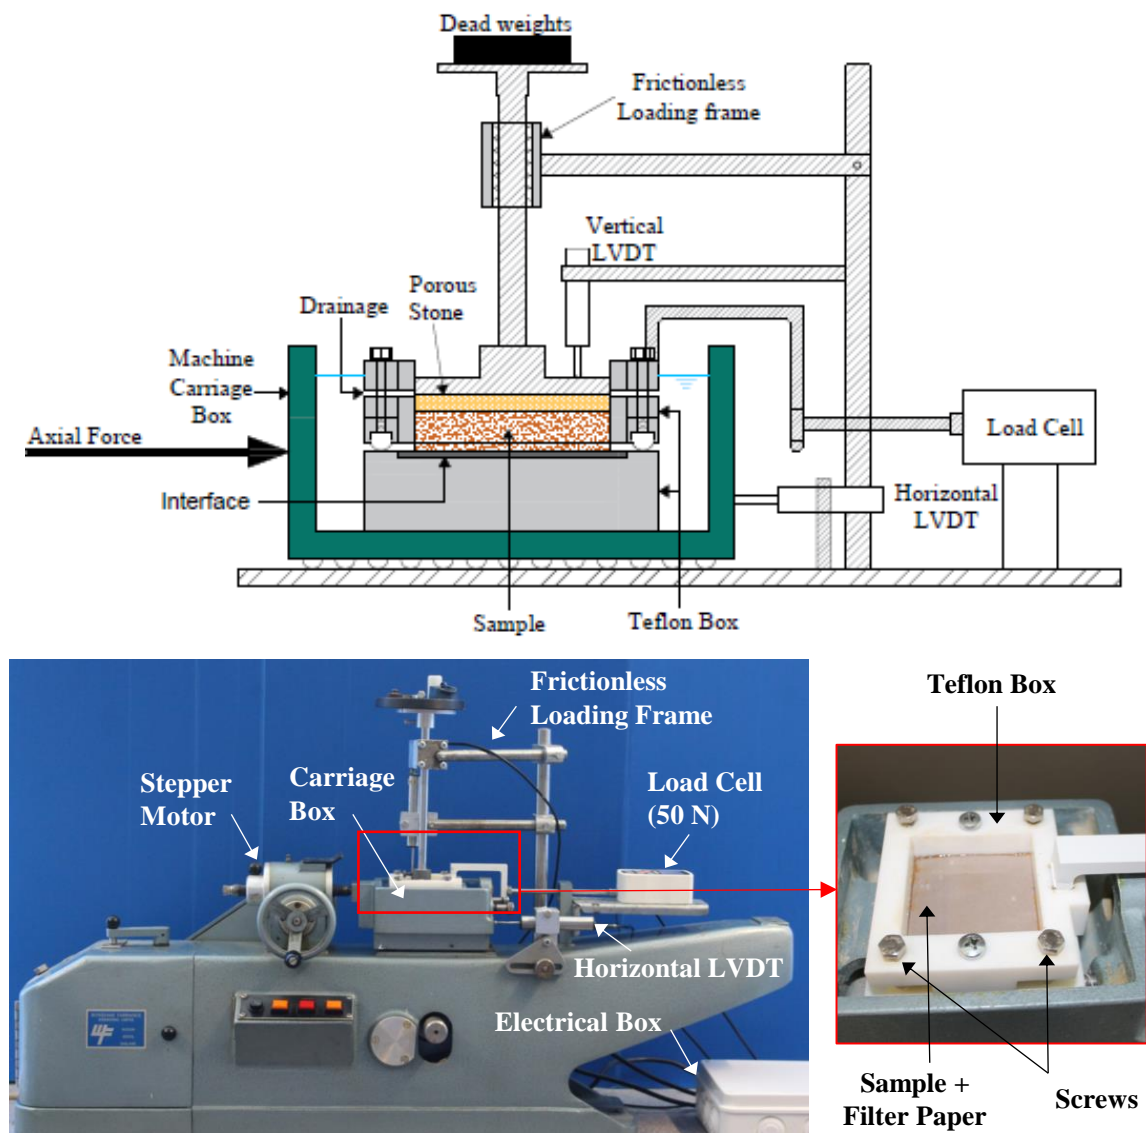 Dead weights
Frictionless
Loading frame
Vertical
LVDT
Porous
Stone
Drainage
Machine
Carriage
Box
Axial Force
Load Cell
Interface
Horizontal
LVDT
Sample
Teflon Box
Frictionless
Loading Frame
Teflon Box
Stepper
Motor
Carriage
Box
Load Cell
(50 N)
Horizontal LVDT
Electrical Box
Sample +
Filter Paper
Screws